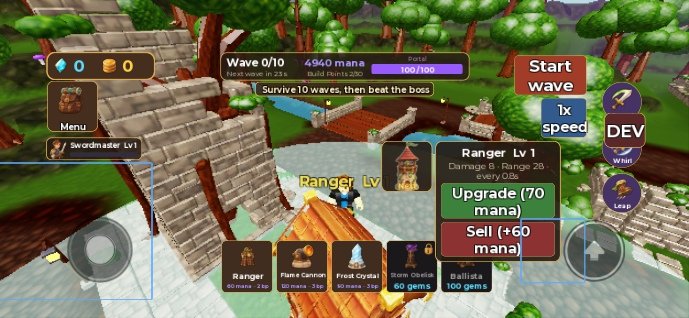 0 0
Menu
Swordmaster Lv1
Wave 0/10 4940 mana
Next wave in 23s Build Points 2/30
Portal
100/100
Survive 10 waves, then beat the boss
Start
wave
1x
speed
DEV
Whirl
Leap
Ranger Lv
Ranger Lv 1
Damage 8 · Range 28 ·
every 0.8s
Upgrade (70
mana)
Sell (+60
mana)
Ranger
60 mana · 2 bp
Flame Cannon
120 mana · 3 bp
Frost Crystal
90 mana · 3 bp
Storm Obelisk
60 gems
Ballista
100 gems